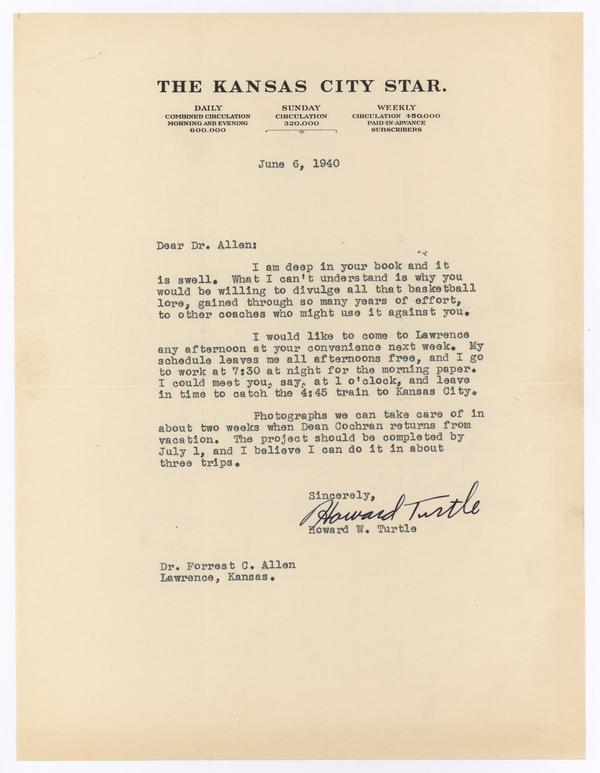 THE KANSAS CITY STAR.
DAILY
COMBINED CIRCULATION
MORNING AND EVENING
600.000
SUNDAY
CIRCULATION
320.000
WEEKLY
CIRCULATION 450.000
PAID-IN-ADVANCE
SUBSCRIBERS
June 6, 1940
Dear Dr. Allen:
I am deep in your book and it
is swell. What I can't understand is why you
would be willing to divulge all that basketball
lore, gained through so many years of effort,
to other coaches who might use it against you.
I would like to come to Lawrence
any afternoon at your convenience next week. My
schedule leaves me all afternoons free, and I go
to work at 7:30 at night for the morning paper.
I could meet you, say, at 1 o'clock, and leave
in time to catch the 4:45 train to Kansas City.
Photographs we can take care of in
about two weeks when Dean Cochran returns from
vacation. The project should be completed by
July 1, and I believe I can do it in about
three trips.
Sincerely,
Howard Turtle
Howard W. Turtle
Dr. Forrest C. Allen
Lawrence, Kansas.